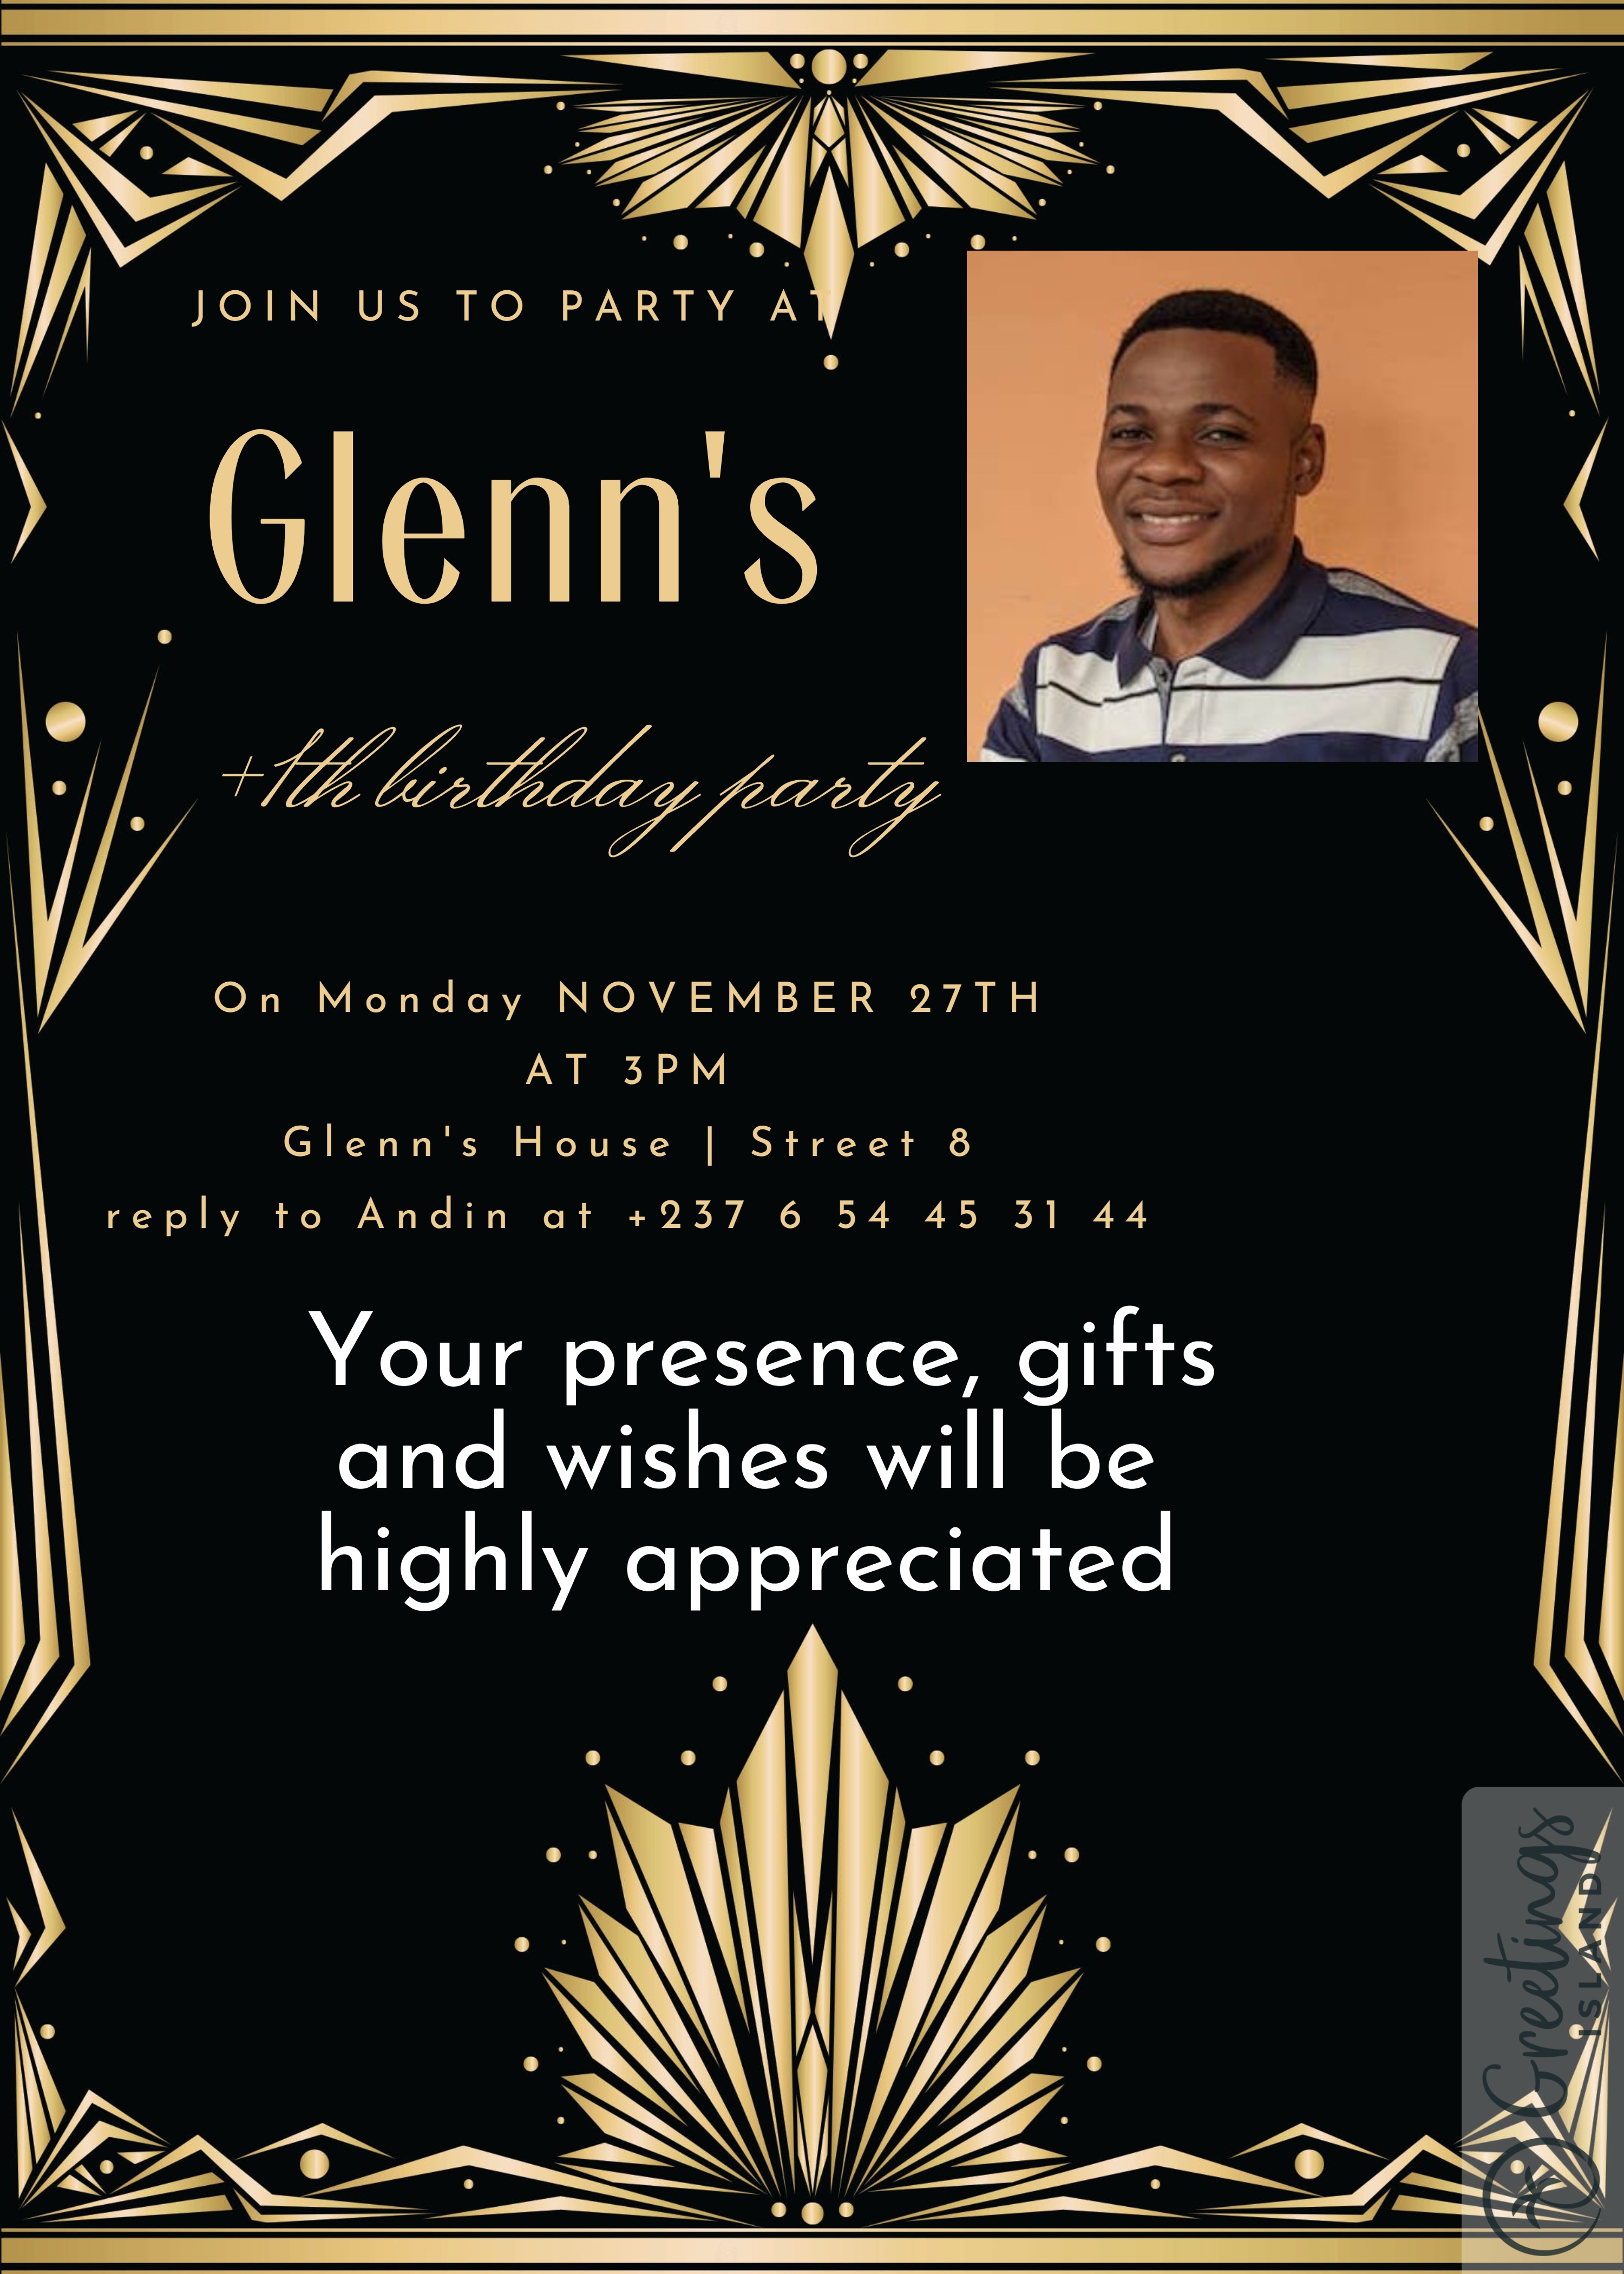 JOIN US TO PARTY AT
Glenn's
+1th birthday party
On Monday NOVEMBER 27TH
AT 3PM
Glenn's House | Street 8
reply to Andin at +237 6 54 45 31 44
Your presence, gifts
and wishes will be
highly appreciated
Greetings
ISLAND